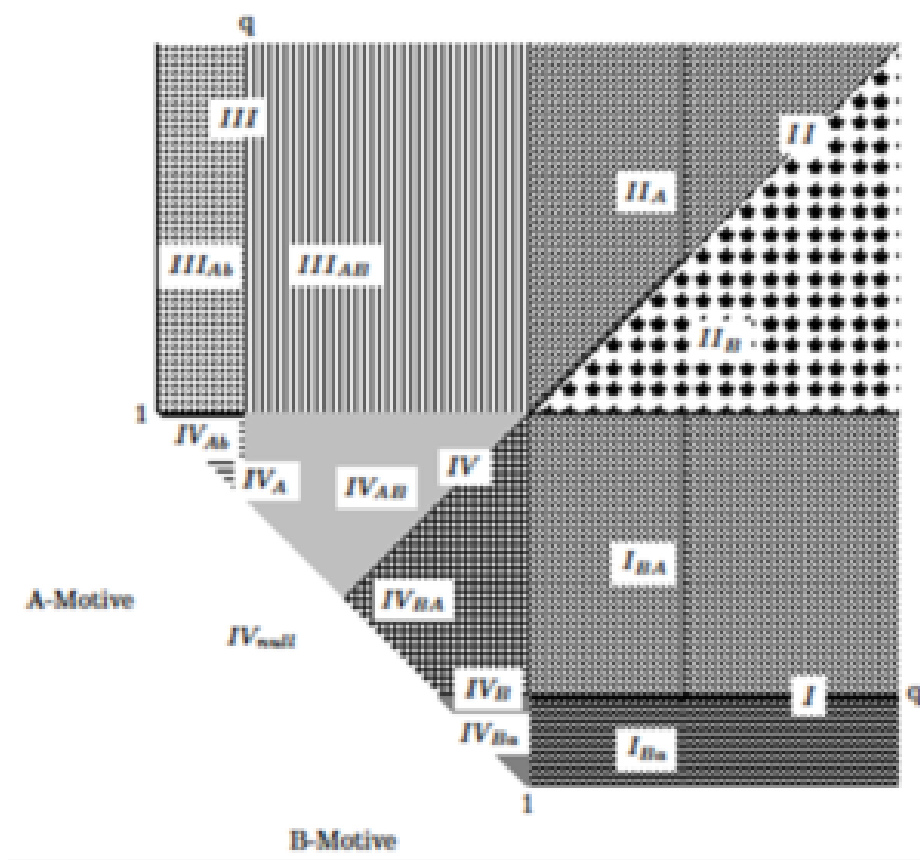 q
III
II
II_A
III_Ab
III_AB
II_B
1
IV_Ab
IV
IV_A
IV_AB
I_BA
A-Motive
IV_BA
IV_null
IV_B
I
q
IV_Ba
I_Ba
1
B-Motive